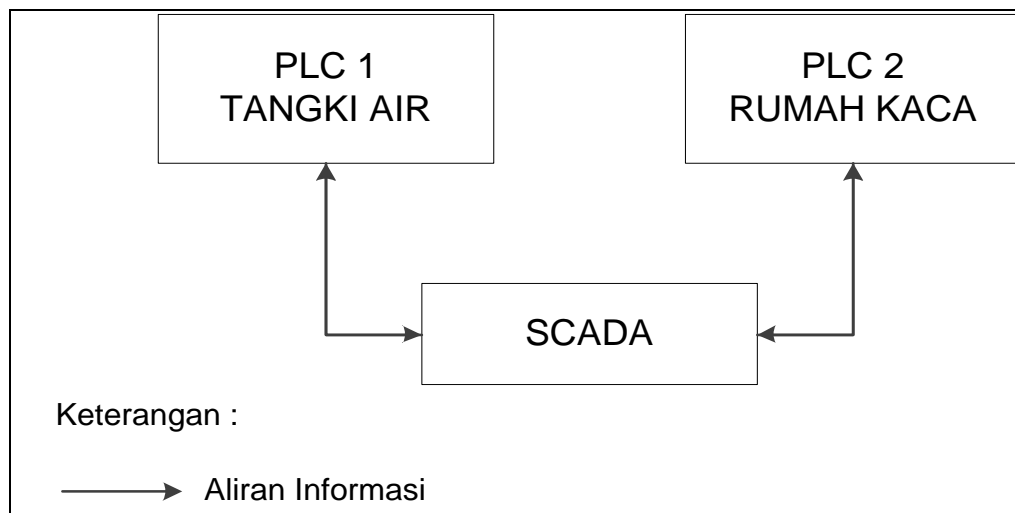 PLC 1
TANGKI AIR
PLC 2
RUMAH KACA
SCADA
Keterangan :
Aliran Informasi